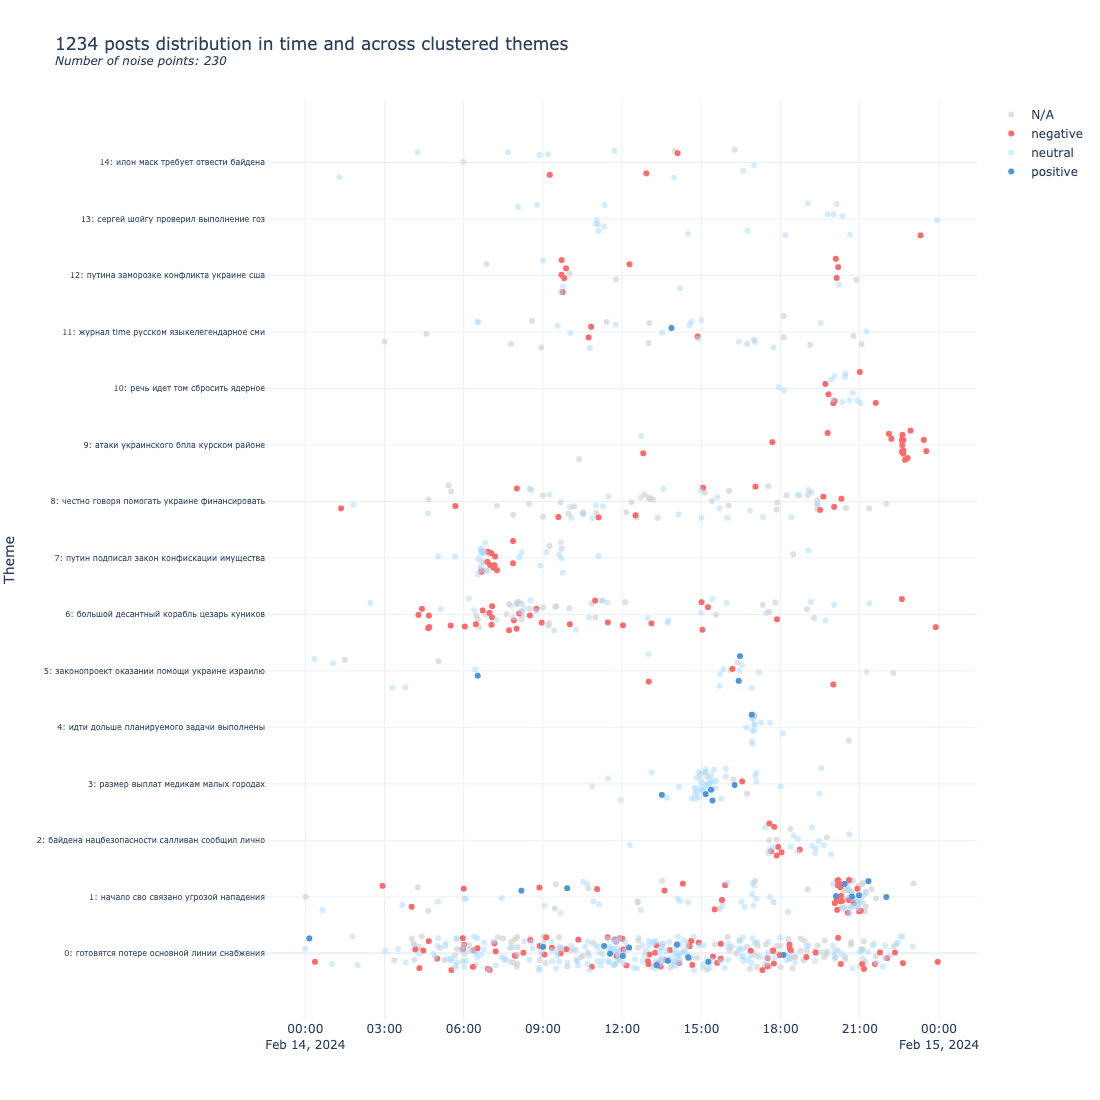 1234 posts distribution in time and across clustered themes
Number of noise points: 230
N/A
negative
neutral
positive
Theme
14: илон маск требует отвести байдена
13: сергей шойгу проверил выполнение гоз
12: путина заморозке конфликта украине сша
11: журнал time русском языкелегендарное сми
10: речь идет том сбросить ядерное
9: атаки украинского бпла курском районе
8: честно говоря помогать украине финансировать
7: путин подписал закон конфискации имущества
6: большой десантный корабль цезарь куников
5: законопроект оказании помощи украине израилю
4: идти дольше планируемого задачи выполнены
3: размер выплат медикам малых городах
2: байдена нацбезопасности салливан сообщил лично
1: начало сво связано угрозой нападения
0: готовятся потере основной линии снабжения
00:00 03:00 06:00 09:00 12:00 15:00 18:00 21:00 00:00
Feb 14, 2024 Feb 15, 2024